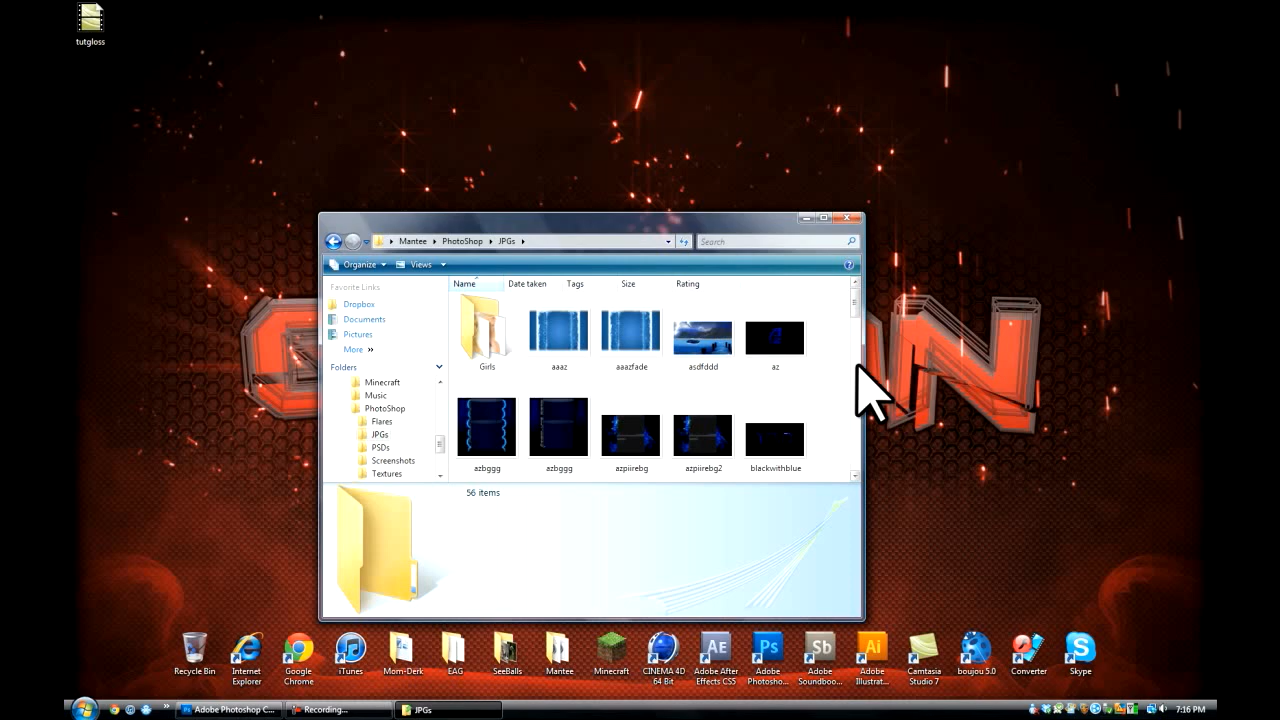 tutgloss
Mantee PhotoShop JPGs
Search
Organize Views
Name Date taken Tags Size Rating
Favorite Links
Dropbox
Documents
Pictures
More »
Folders
Minecraft
Music
PhotoShop
Flares
JPGs
PSDs
Screenshots
Textures
Girls aaaz aaazfade asdfddd az
azbggg azbggg azpiirebg azpiirebg2 blackwithblue
56 items
Recycle Bin
Internet Explorer
Google Chrome
iTunes
Mom-Derk
EAG
SeeBalls
Mantee
Minecraft
CINEMA 4D 64 Bit
Adobe After Effects CS5
Adobe Photosho...
Adobe Soundboo...
Adobe Illustrat...
Camtasia Studio 7
boujou 5.0
Converter
Skype
Adobe Photoshop C...
Recording...
JPGs
7:16 PM